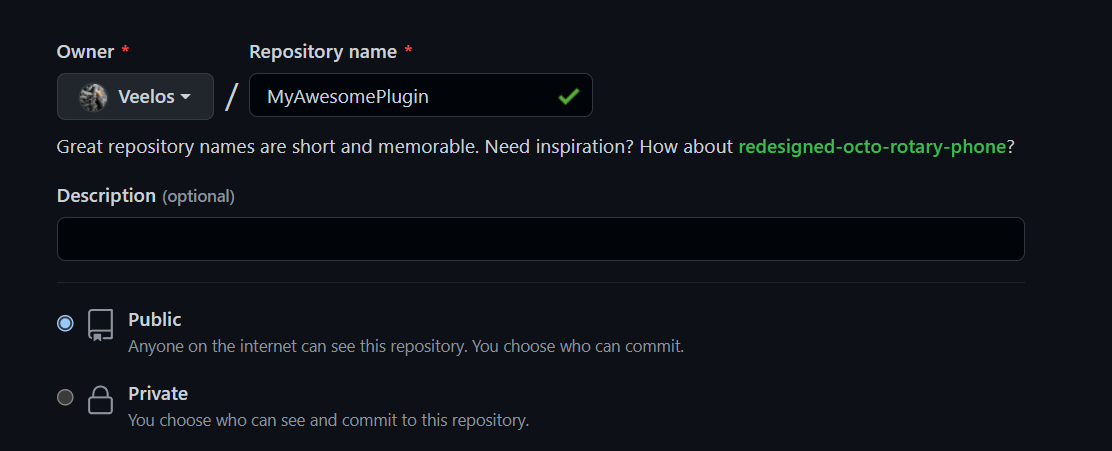 Owner * Repository name *
Veelos / MyAwesomePlugin
Great repository names are short and memorable. Need inspiration? How about redesigned-octo-rotary-phone?
Description (optional)
Public
Anyone on the internet can see this repository. You choose who can commit.
Private
You choose who can see and commit to this repository.